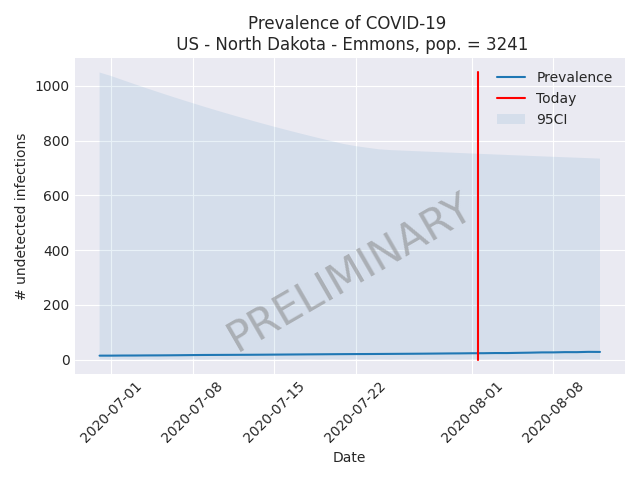 Prevalence of COVID-19
US - North Dakota - Emmons, pop. = 3241
Prevalence
Today
95CI
# undetected infections
1000
800
600
400
200
0
PRELIMINARY
2020-07-01
2020-07-08
2020-07-15
2020-07-22
2020-08-01
2020-08-08
Date